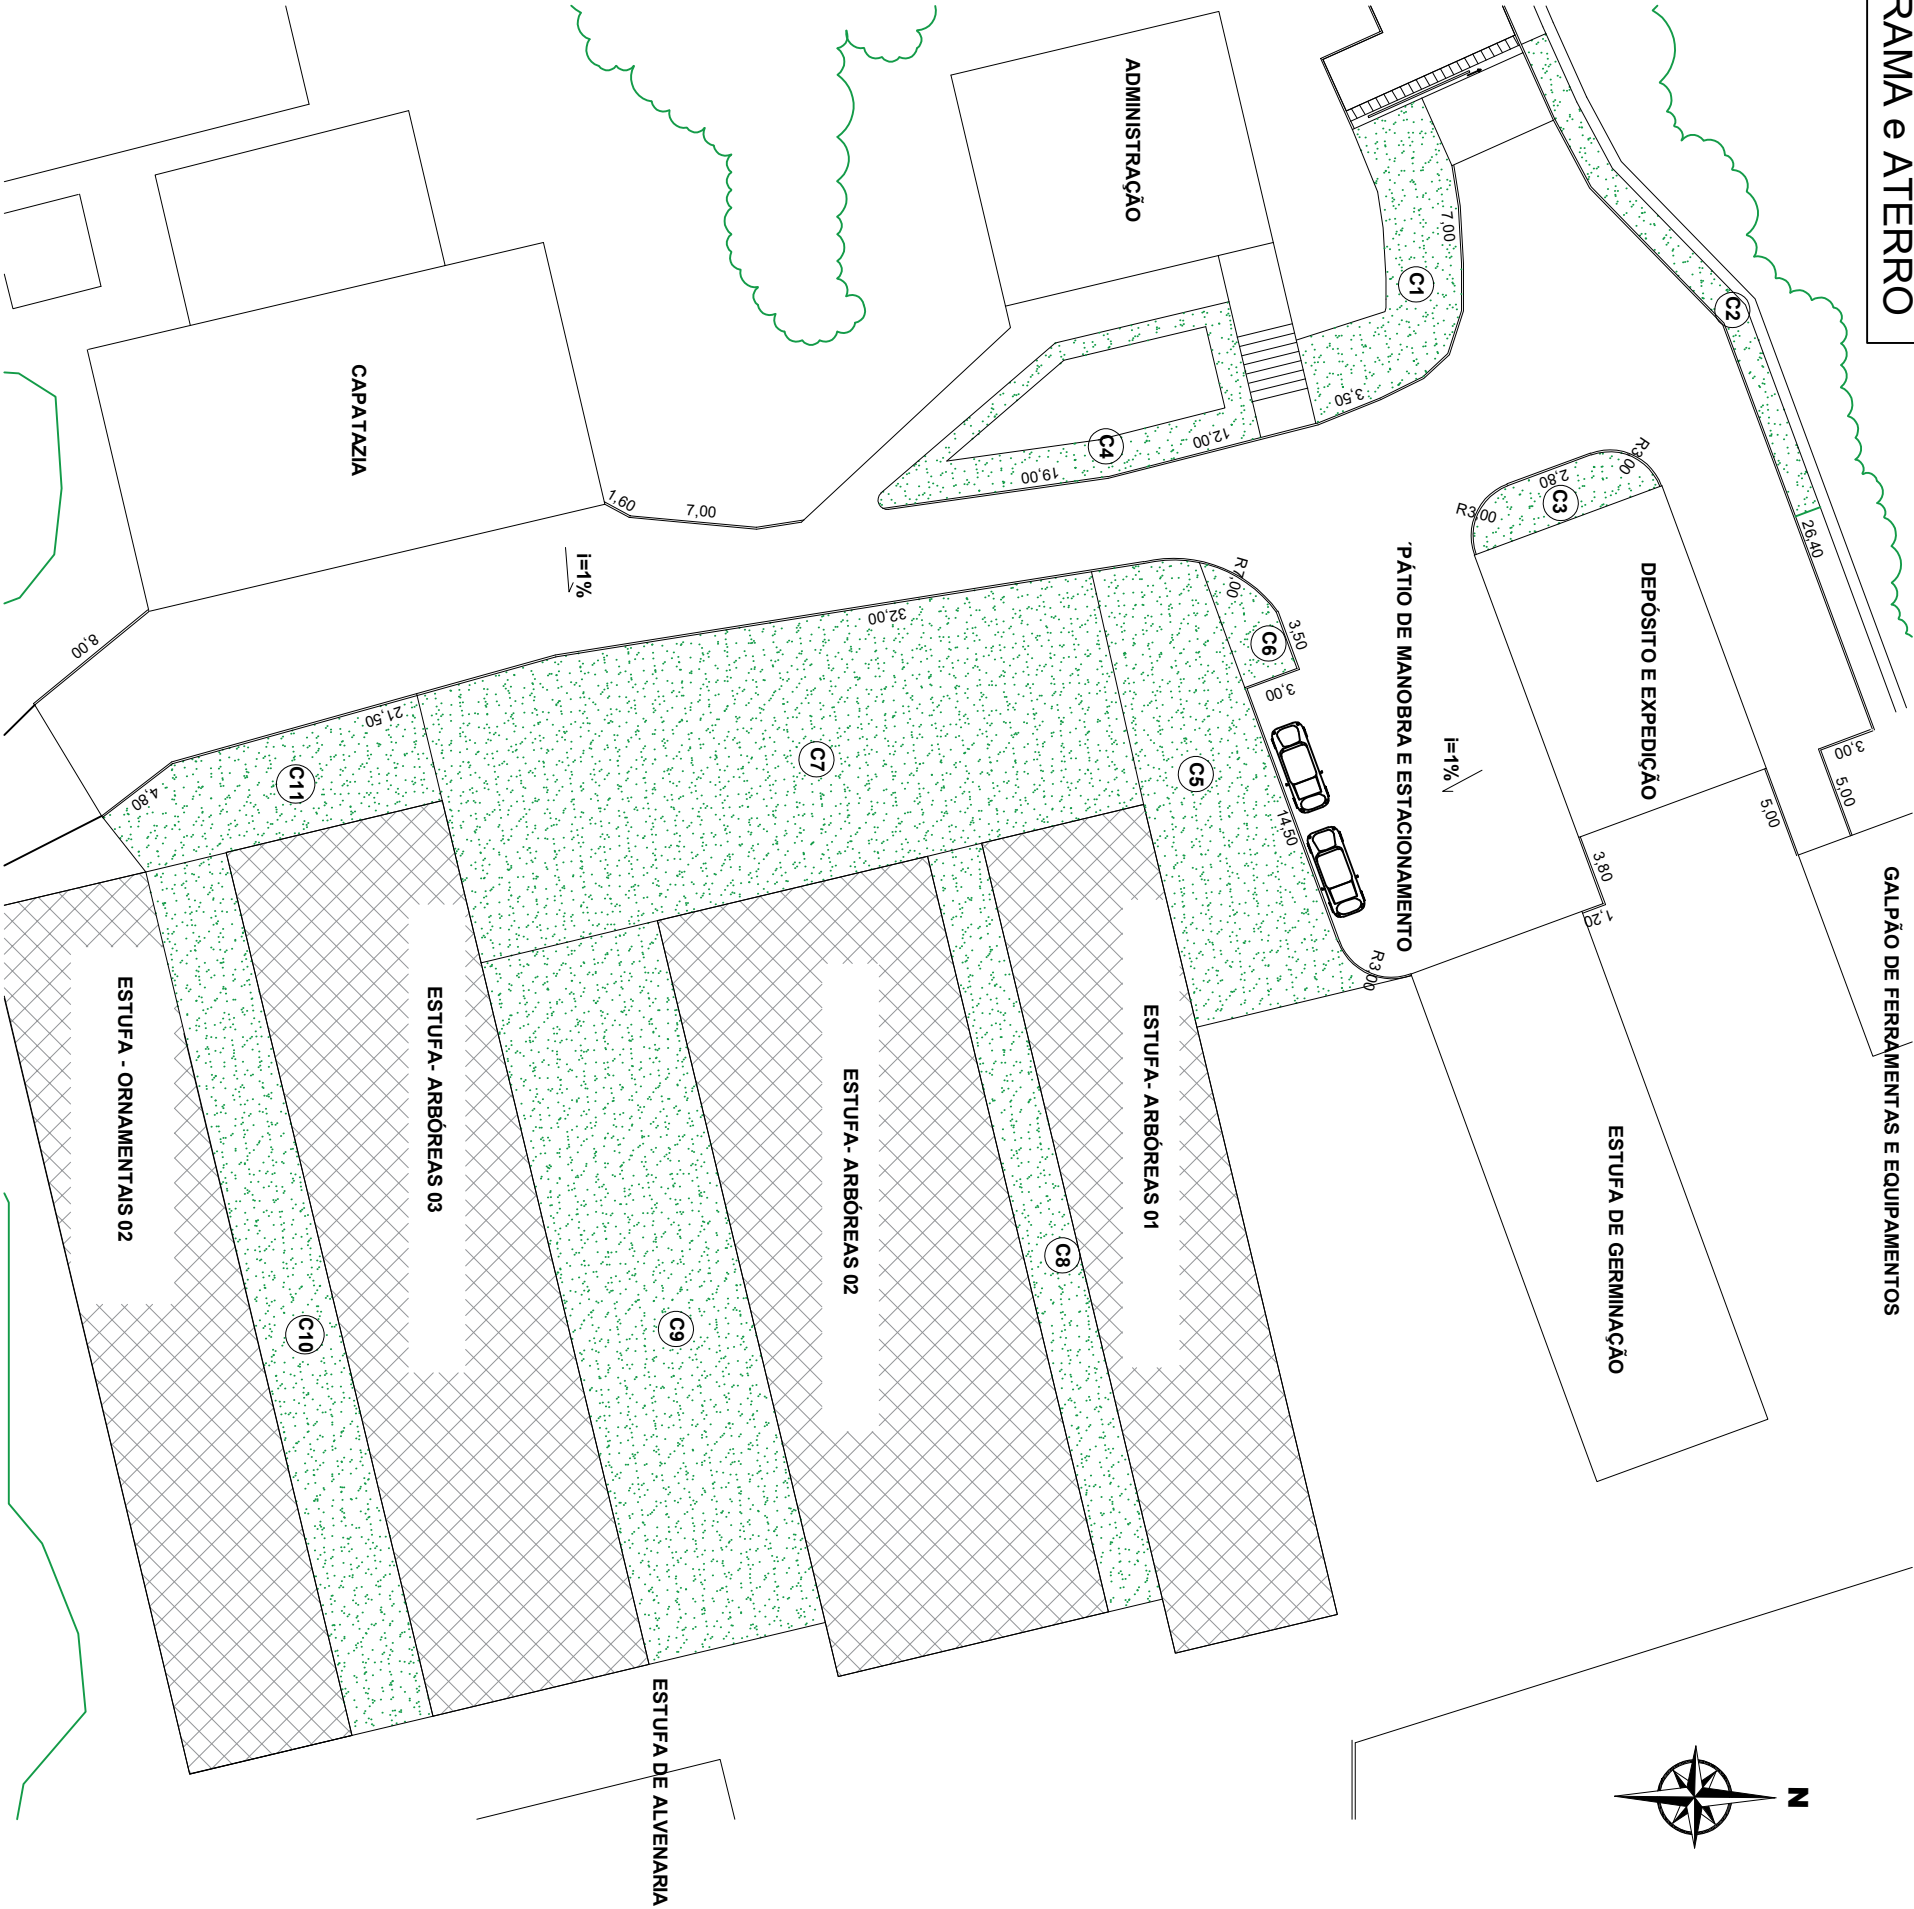 RAMA e ATERRO
ADMINISTRAÇÃO
C1
7,00
3,50
C2
26,40
C4
12,00
19,00
CAPATAZIA
1,60
7,00
8,00
i=1%
R3,00
2,80
C3
R3,00
´PÁTIO DE MANOBRA E ESTACIONAMENTO
i=1%
DEPÓSITO E EXPEDIÇÃO
3,00
5,00
5,00
3,80
1,20
GALPÃO DE FERRAMENTAS E EQUIPAMENTOS
R7,00
3,50
C6
3,00
14,50
R3,00
C5
32,00
C7
21,50
C11
4,80
ESTUFA DE GERMINAÇÃO
ESTUFA- ARBÓREAS 01
C8
ESTUFA- ARBÓREAS 02
C9
ESTUFA- ARBÓREAS 03
C10
ESTUFA - ORNAMENTAIS 02
ESTUFA DE ALVENARIA
N